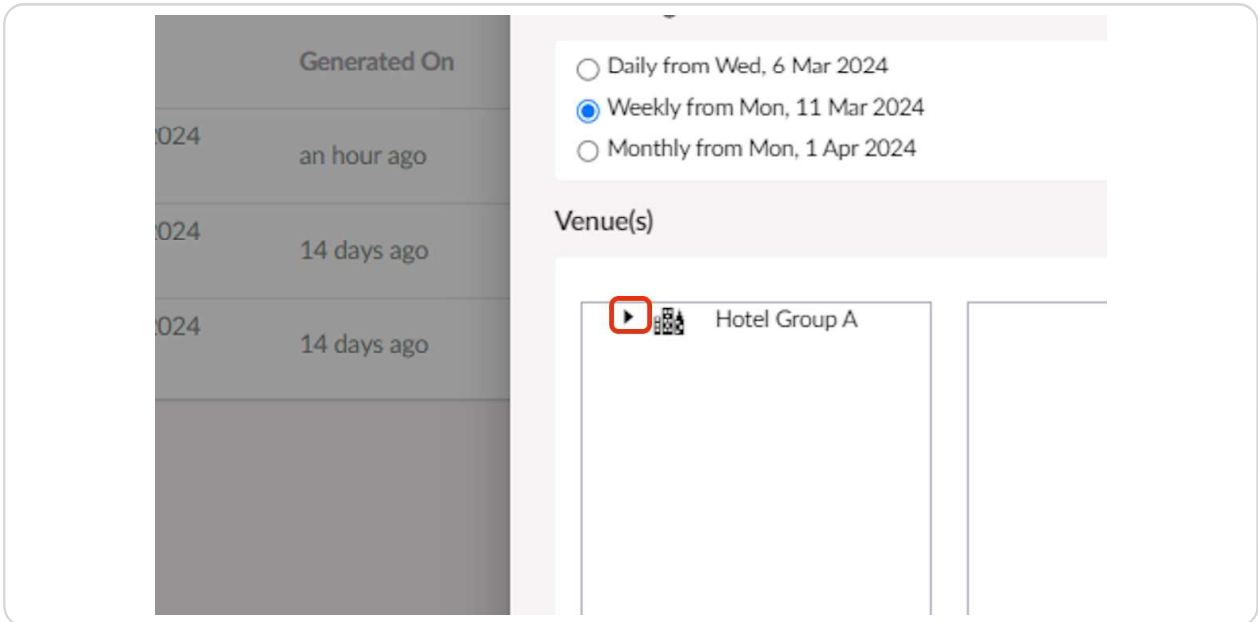 Generated On
024
an hour ago
024
14 days ago
024
14 days ago
Daily from Wed, 6 Mar 2024
Weekly from Mon, 11 Mar 2024
Monthly from Mon, 1 Apr 2024
Venue(s)
Hotel Group A